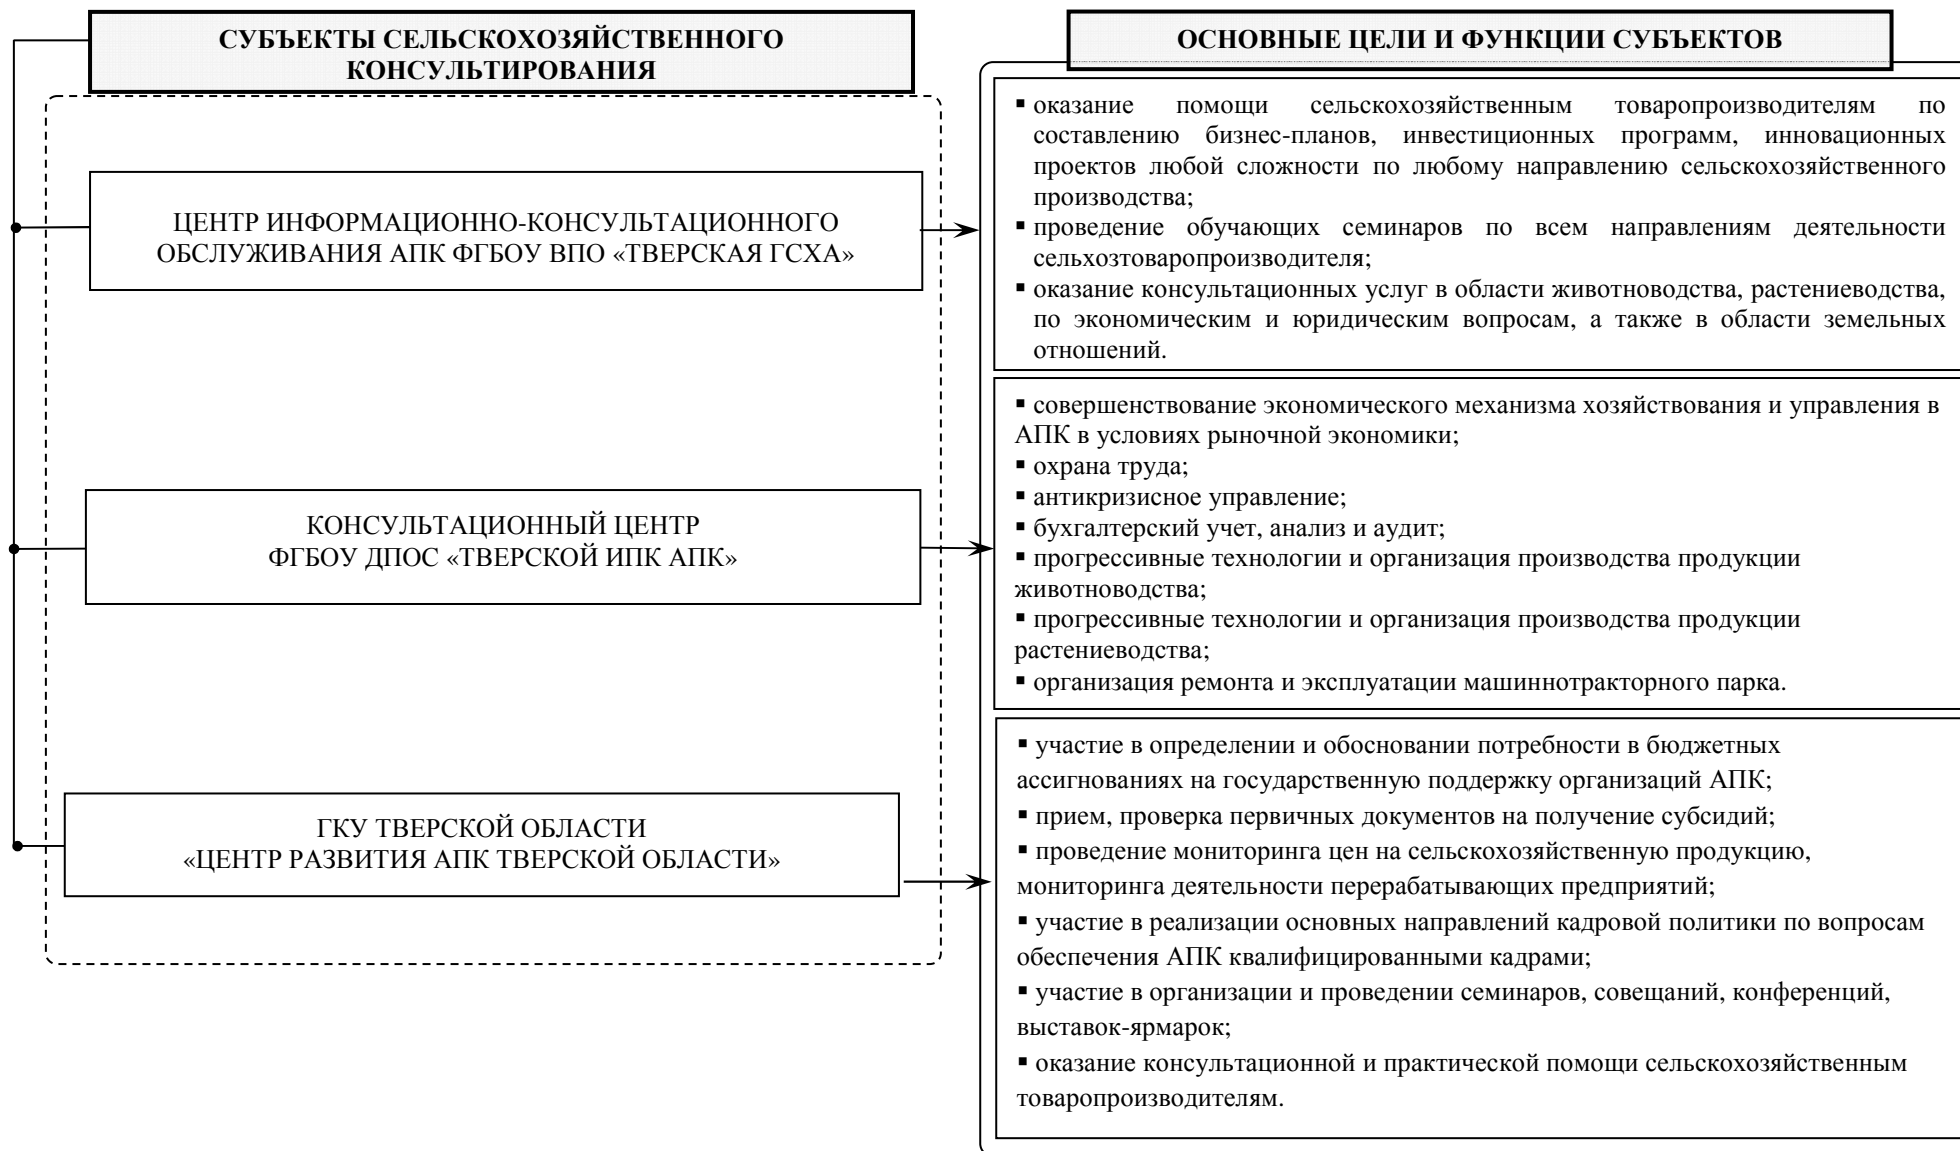 СУБЪЕКТЫ СЕЛЬСКОХОЗЯЙСТВЕННОГО
КОНСУЛЬТИРОВАНИЯ
ЦЕНТР ИНФОРМАЦИОННО-КОНСУЛЬТАЦИОННОГО
ОБСЛУЖИВАНИЯ АПК ФГБОУ ВПО «ТВЕРСКАЯ ГСХА»
КОНСУЛЬТАЦИОННЫЙ ЦЕНТР
ФГБОУ ДПОС «ТВЕРСКОЙ ИПК АПК»
ГКУ ТВЕРСКОЙ ОБЛАСТИ
«ЦЕНТР РАЗВИТИЯ АПК ТВЕРСКОЙ ОБЛАСТИ»
ОСНОВНЫЕ ЦЕЛИ И ФУНКЦИИ СУБЪЕКТОВ
▪ оказание помощи сельскохозяйственным товаропроизводителям по
составлению бизнес-планов, инвестиционных программ, инновационных
проектов любой сложности по любому направлению сельскохозяйственного
производства;
▪ проведение обучающих семинаров по всем направлениям деятельности
сельхозтоваропроизводителя;
▪ оказание консультационных услуг в области животноводства, растениеводства,
по экономическим и юридическим вопросам, а также в области земельных
отношений.
▪ совершенствование экономического механизма хозяйствования и управления в
АПК в условиях рыночной экономики;
▪ охрана труда;
▪ антикризисное управление;
▪ бухгалтерский учет, анализ и аудит;
▪ прогрессивные технологии и организация производства продукции
животноводства;
▪ прогрессивные технологии и организация производства продукции
растениеводства;
▪ организация ремонта и эксплуатации машиннотракторного парка.
▪ участие в определении и обосновании потребности в бюджетных
ассигнованиях на государственную поддержку организаций АПК;
▪ прием, проверка первичных документов на получение субсидий;
▪ проведение мониторинга цен на сельскохозяйственную продукцию,
мониторинга деятельности перерабатывающих предприятий;
▪ участие в реализации основных направлений кадровой политики по вопросам
обеспечения АПК квалифицированными кадрами;
▪ участие в организации и проведении семинаров, совещаний, конференций,
выставок-ярмарок;
▪ оказание консультационной и практической помощи сельскохозяйственным
товаропроизводителям.